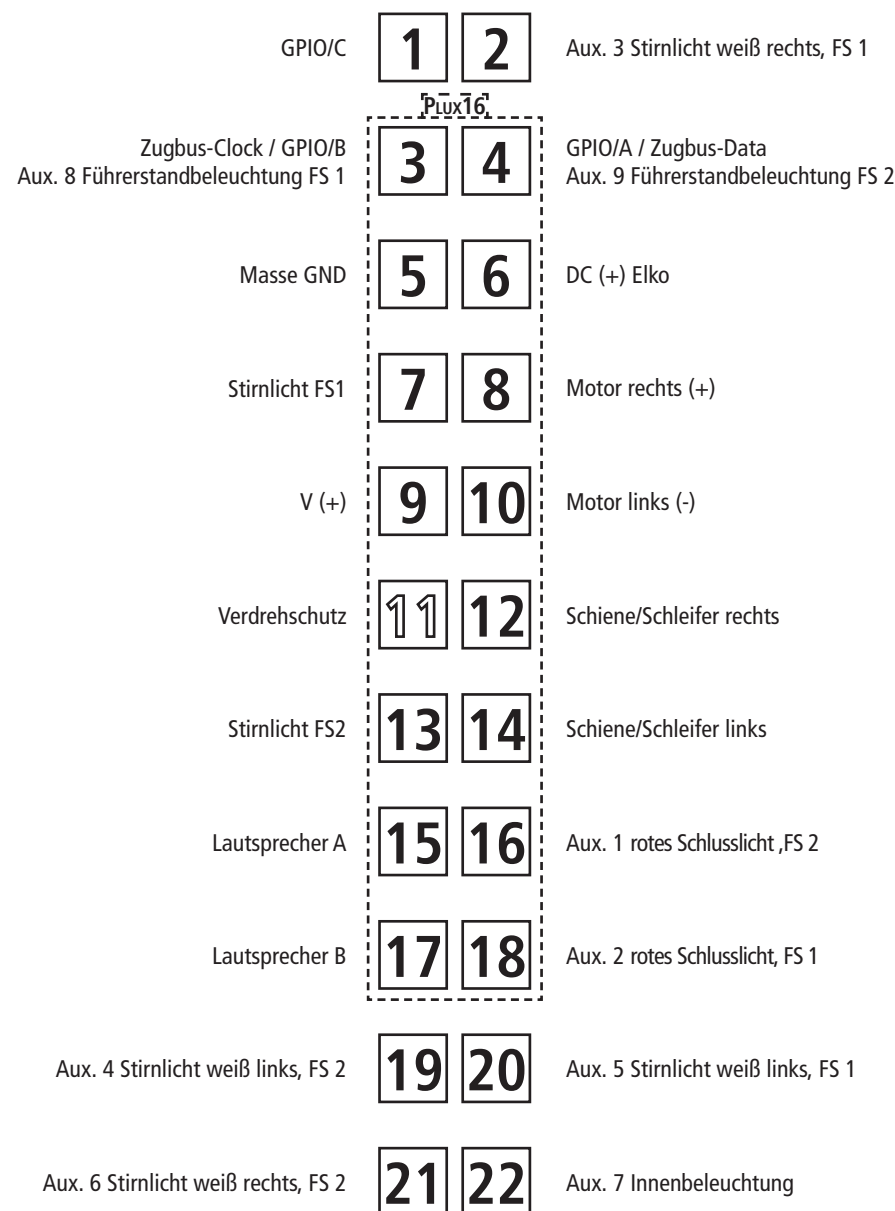 GPIO/C 1 2 Aux. 3 Stirnlicht weiß rechts, FS 1
PLUX16
Zugbus-Clock / GPIO/B
Aux. 8 Führerstandbeleuchtung FS 1
3 4
GPIO/A / Zugbus-Data
Aux. 9 Führerstandbeleuchtung FS 2
Masse GND 5 6 DC (+) Elko
Stirnlicht FS1 7 8 Motor rechts (+)
V (+) 9 10 Motor links (-)
Verdrehschutz 11 12 Schiene/Schleifer rechts
Stirnlicht FS2 13 14 Schiene/Schleifer links
Lautsprecher A 15 16 Aux. 1 rotes Schlusslicht ,FS 2
Lautsprecher B 17 18 Aux. 2 rotes Schlusslicht, FS 1
Aux. 4 Stirnlicht weiß links, FS 2 19 20 Aux. 5 Stirnlicht weiß links, FS 1
Aux. 6 Stirnlicht weiß rechts, FS 2 21 22 Aux. 7 Innenbeleuchtung